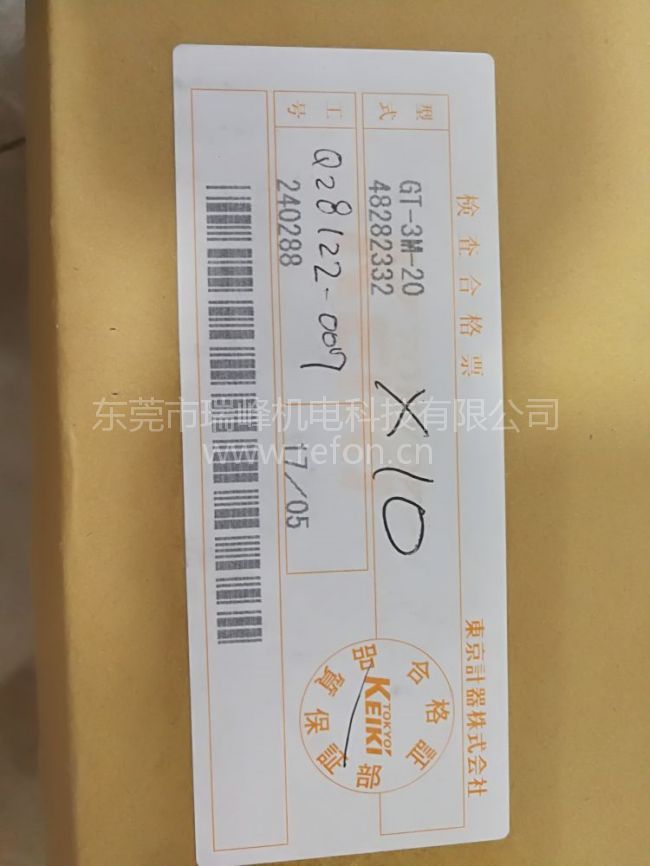 検査合格票
東京計器株式会社
型式
GT-3M-20
48282332
X10
工号
Q28122-007
240288
17/05
合格証
TOKYO
KEIKI
品質保証部
东莞市瑞峰机电科技有限公司
www.refon.cn